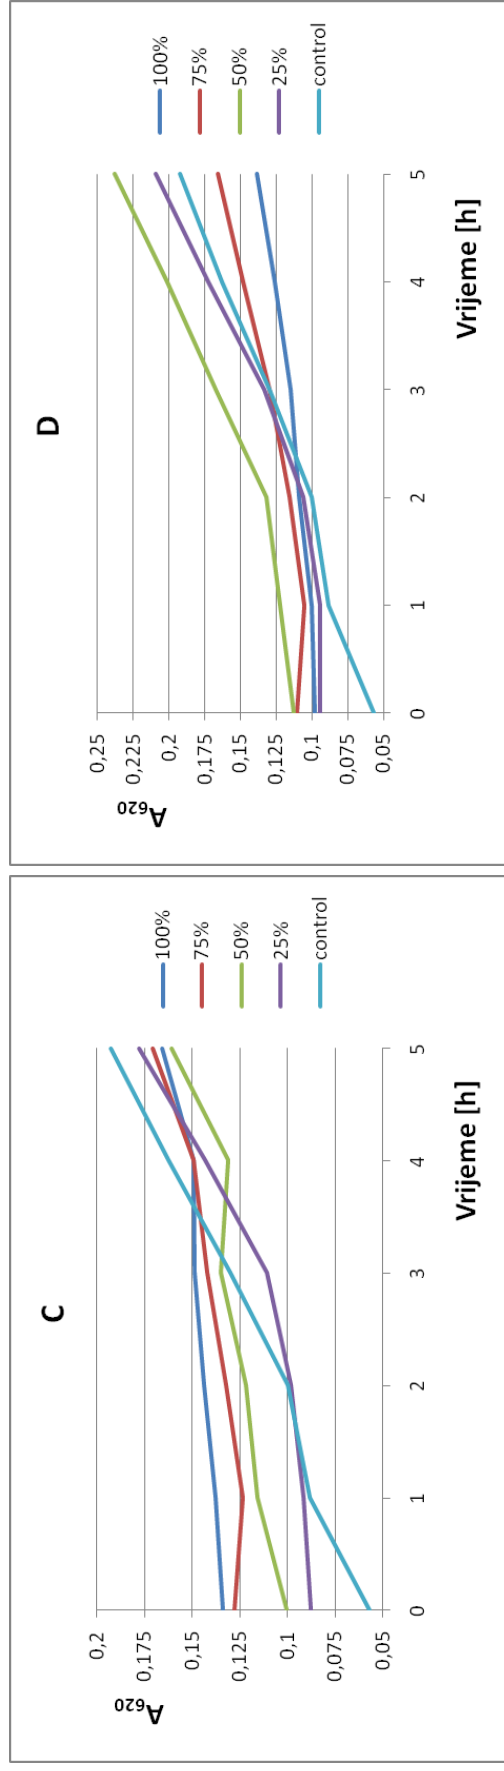 C
A₆₂₀
0,2
0,175
0,15
0,125
0,1
0,075
0,05
0 1 2 3 4 5
Vrijeme [h]
100%
75%
50%
25%
control
D
A₆₂₀
0,25
0,225
0,2
0,175
0,15
0,125
0,1
0,075
0,05
0 1 2 3 4 5
Vrijeme [h]
100%
75%
50%
25%
control